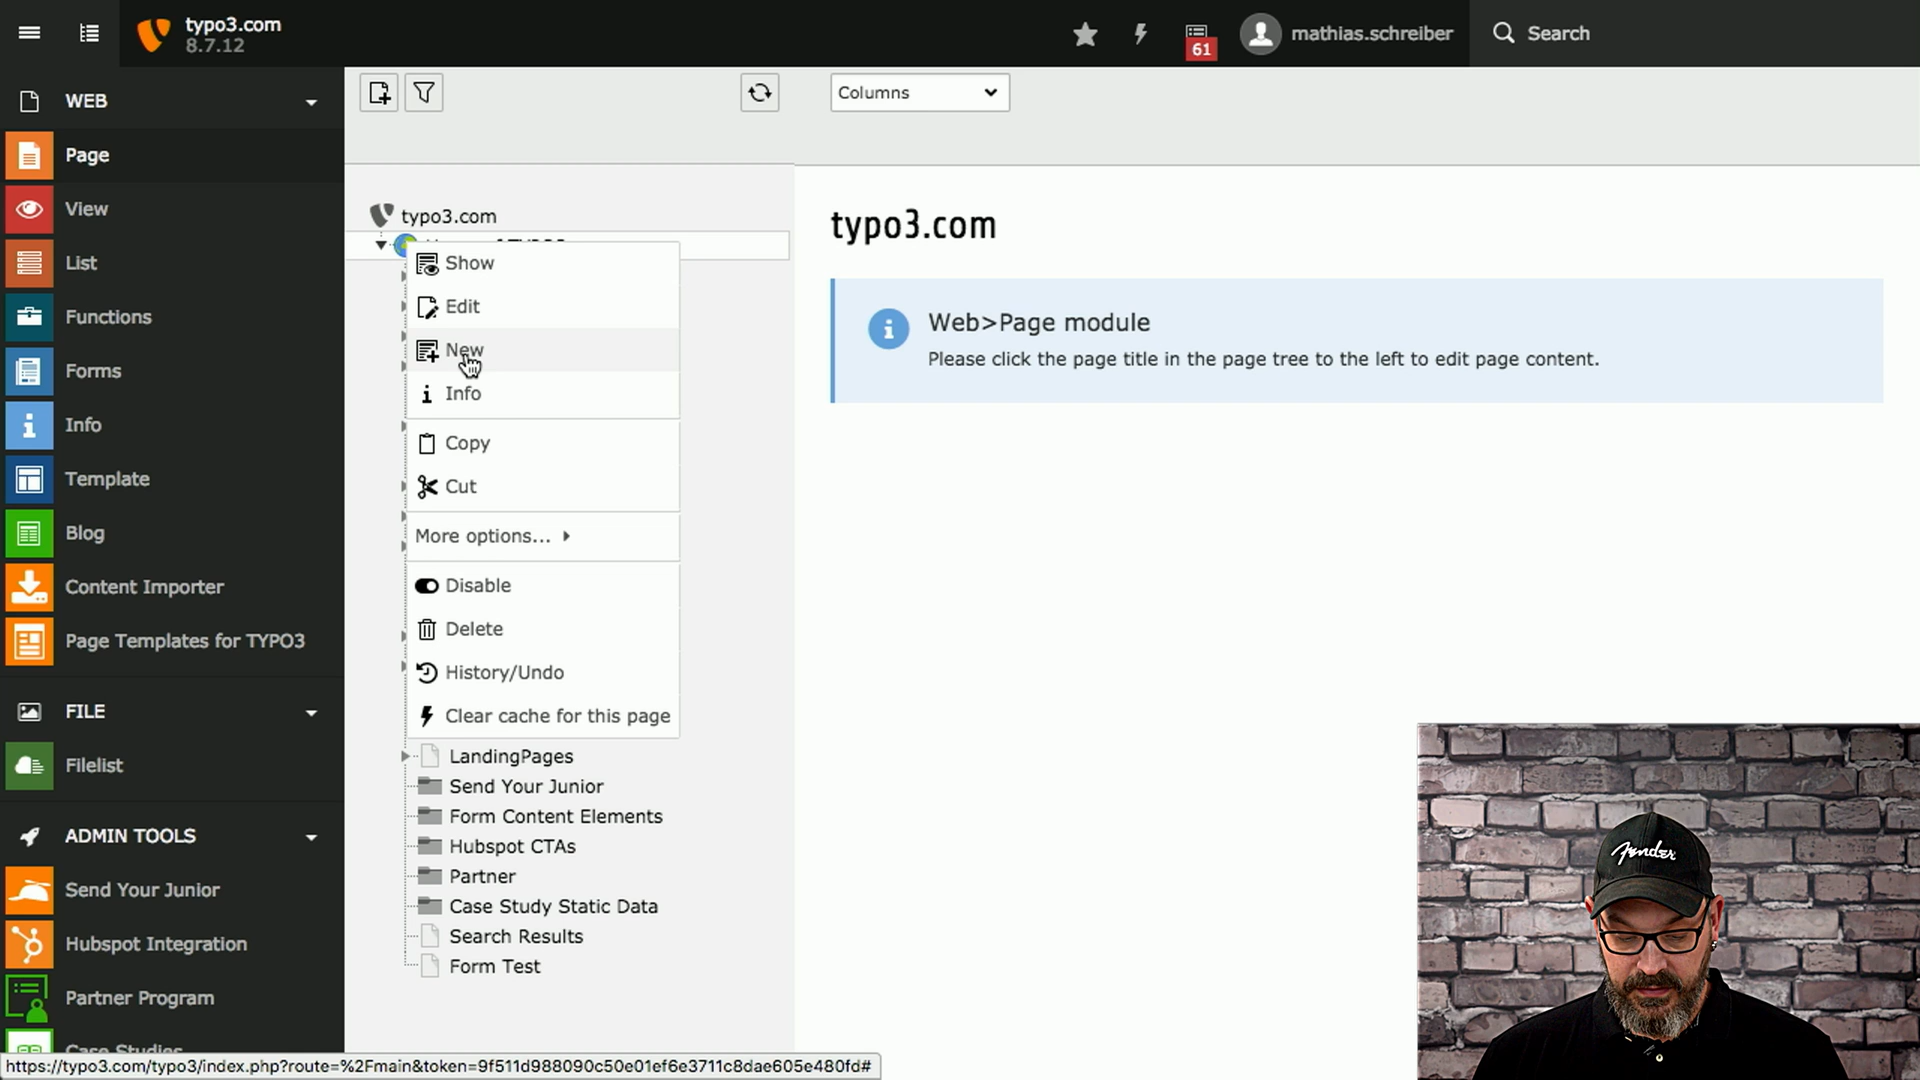 typo3.com
8.7.12
61
mathias.schreiber
Search
WEB
Page
View
List
Functions
Forms
Info
Template
Blog
Content Importer
Page Templates for TYPO3
FILE
Filelist
ADMIN TOOLS
Send Your Junior
Hubspot Integration
Partner Program
Case Studies
Columns
typo3.com
Show
Edit
New
Info
Copy
Cut
More options...
Disable
Delete
History/Undo
Clear cache for this page
LandingPages
Send Your Junior
Form Content Elements
Hubspot CTAs
Partner
Case Study Static Data
Search Results
Form Test
typo3.com
Web>Page module
Please click the page title in the page tree to the left to edit page content.
Fender
https://typo3.com/typo3/index.php?route=%2Fmain&token=9f511d988090c50e01ef6e3711c8dae605e480fd#